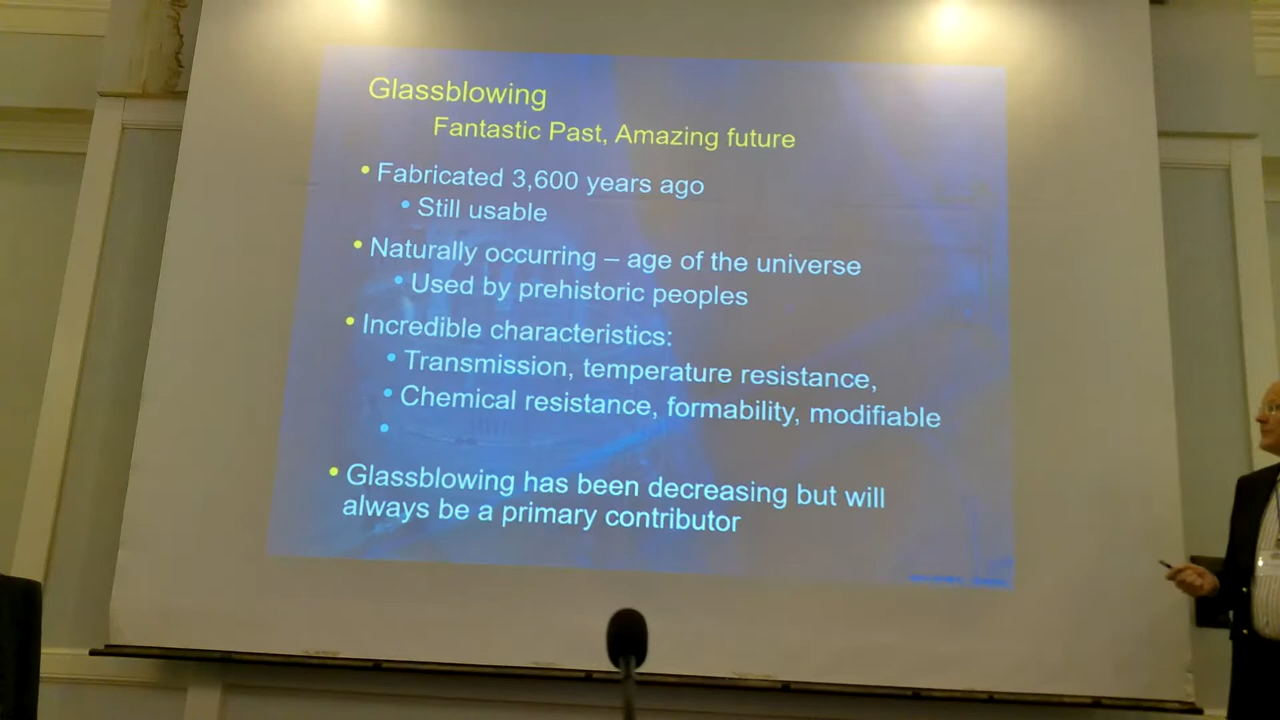 Glassblowing
Fantastic Past, Amazing future
• Fabricated 3,600 years ago
• Still usable
• Naturally occurring – age of the universe
• Used by prehistoric peoples
• Incredible characteristics:
• Transmission, temperature resistance,
• Chemical resistance, formability, modifiable
•
• Glassblowing has been decreasing but will
always be a primary contributor